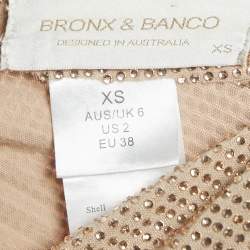 BRONX & BANCO
DESIGNED IN AUSTRALIA
XS
XS
AUS/UK 6
US 2
EU 38
Shell